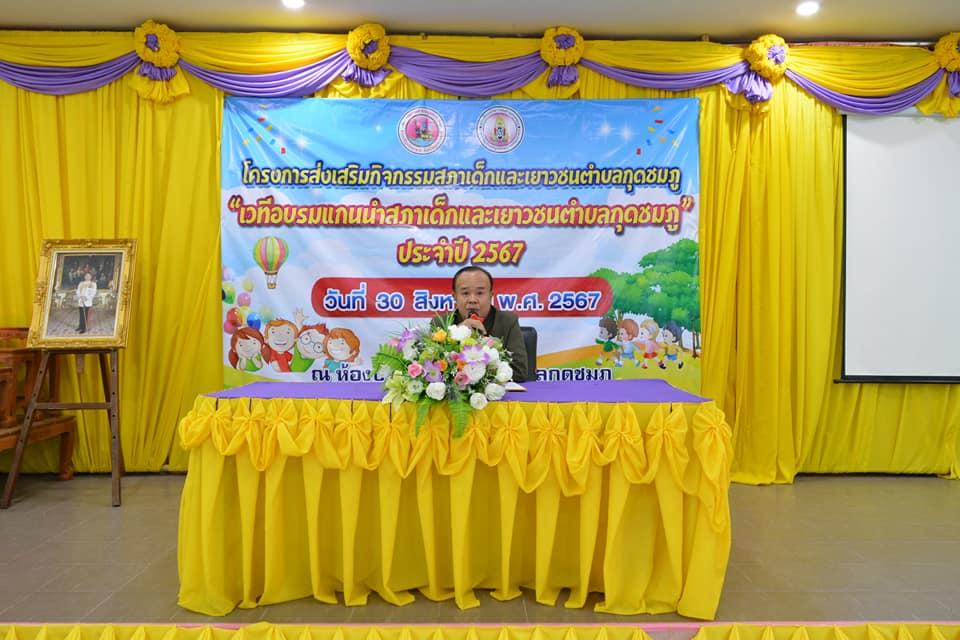 โครงการส่งเสริมกิจกรรมสภาเด็กและเยาวชนตำบลกุดชมภู
“เวทีอบรมแกนนำสภาเด็กและเยาวชนตำบลกุดชมภู”
ประจำปี 2567
วันที่ 30 พ.ศ. 2567
ณ ห้อง